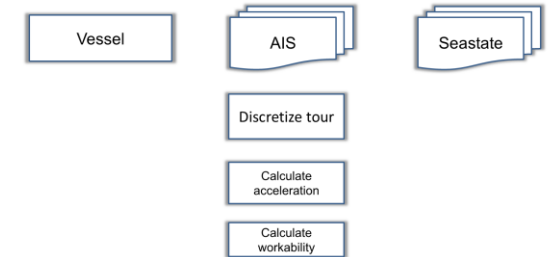 Vessel
AIS
Seastate
Discretize tour
Calculate
acceleration
Calculate
workability